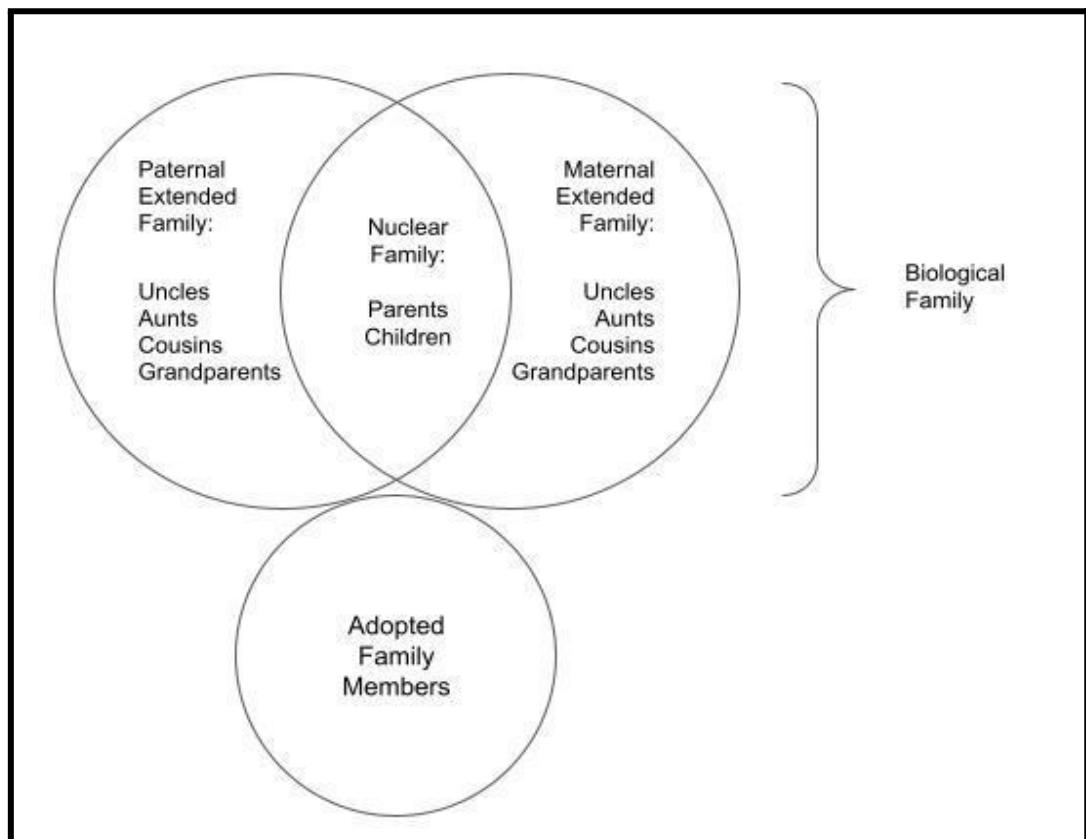 Paternal
Extended
Family:
Uncles
Aunts
Cousins
Grandparents
Nuclear
Family:
Parents
Children
Maternal
Extended
Family:
Uncles
Aunts
Cousins
Grandparents
Biological
Family
Adopted
Family
Members